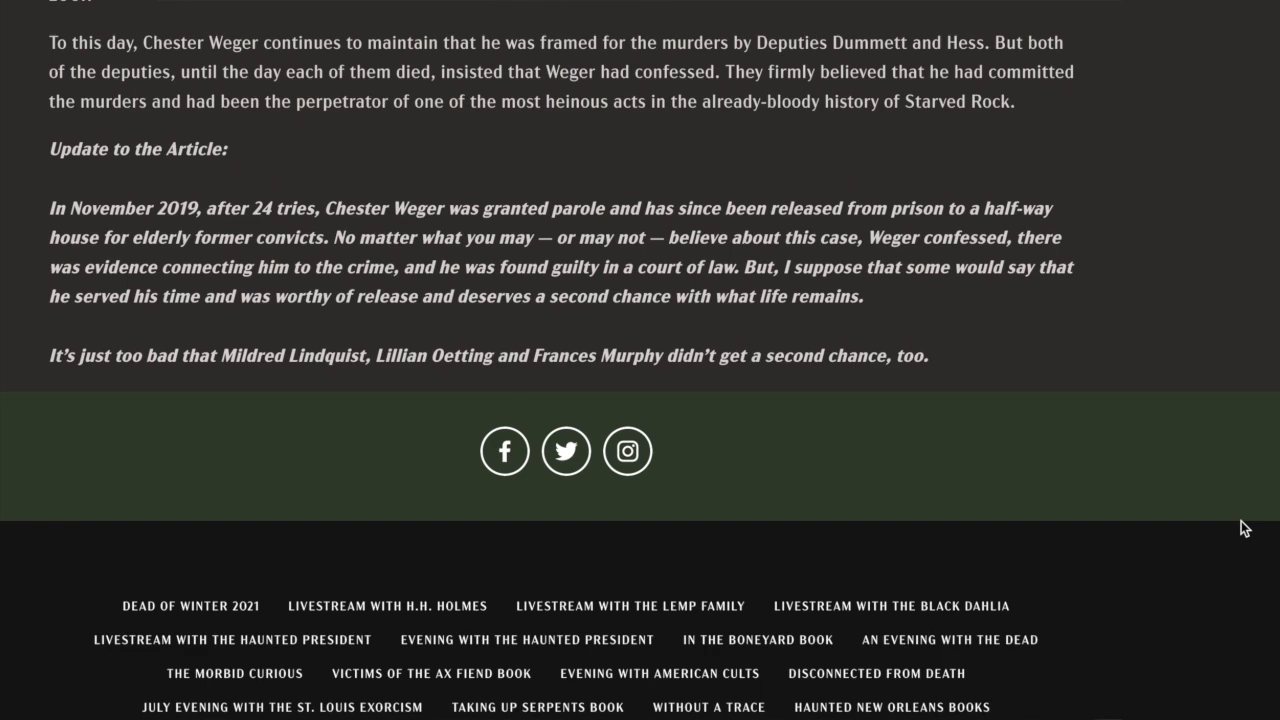 To this day, Chester Weger continues to maintain that he was framed for the murders by Deputies Dummett and Hess. But both
of the deputies, until the day each of them died, insisted that Weger had confessed. They firmly believed that he had committed
the murders and had been the perpetrator of one of the most heinous acts in the already-bloody history of Starved Rock.
Update to the Article:
In November 2019, after 24 tries, Chester Weger was granted parole and has since been released from prison to a half-way
house for elderly former convicts. No matter what you may — or may not — believe about this case, Weger confessed, there
was evidence connecting him to the crime, and he was found guilty in a court of law. But, I suppose that some would say that
he served his time and was worthy of release and deserves a second chance with what life remains.
It’s just too bad that Mildred Lindquist, Lillian Oetting and Frances Murphy didn’t get a second chance, too.
DEAD OF WINTER 2021 LIVESTREAM WITH H.H. HOLMES LIVESTREAM WITH THE LEMP FAMILY LIVESTREAM WITH THE BLACK DAHLIA
LIVESTREAM WITH THE HAUNTED PRESIDENT EVENING WITH THE HAUNTED PRESIDENT IN THE BONEYARD BOOK AN EVENING WITH THE DEAD
THE MORBID CURIOUS VICTIMS OF THE AX FIEND BOOK EVENING WITH AMERICAN CULTS DISCONNECTED FROM DEATH
JULY EVENING WITH THE ST. LOUIS EXORCISM TAKING UP SERPENTS BOOK WITHOUT A TRACE HAUNTED NEW ORLEANS BOOKS